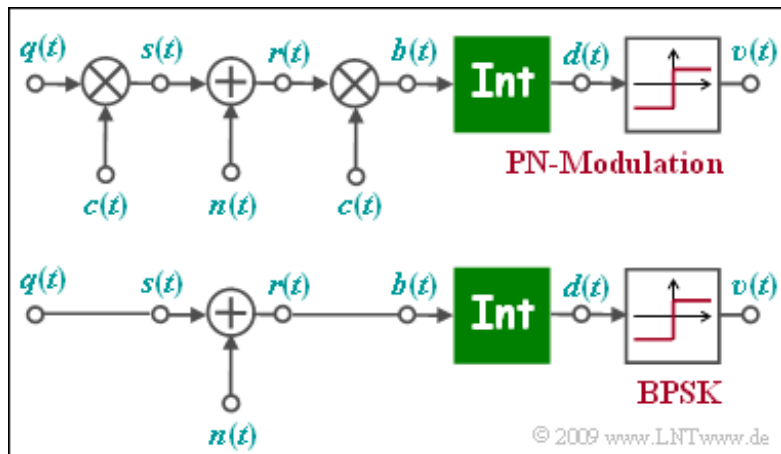 q(t) s(t) r(t) b(t) d(t) v(t)
Int
PN-Modulation
c(t) n(t) c(t)
q(t) s(t) r(t) b(t) d(t) v(t)
Int
BPSK
n(t)
© 2009 www.LNTwww.de